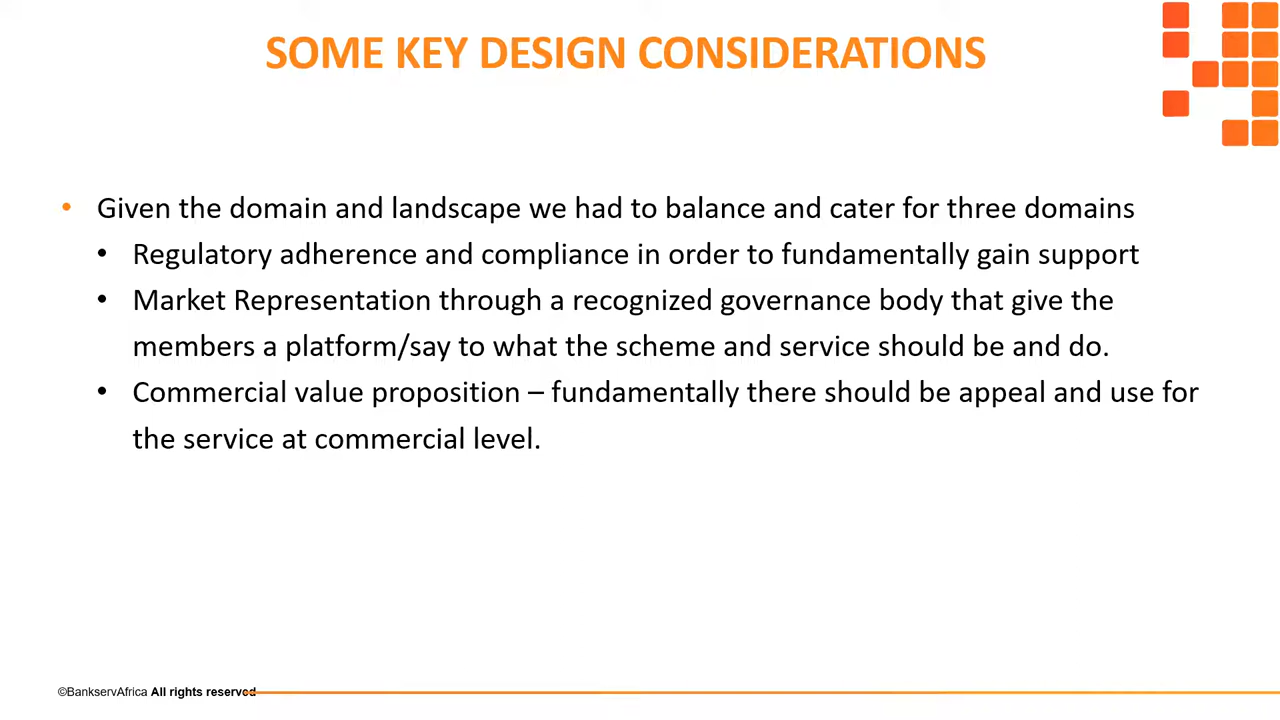 SOME KEY DESIGN CONSIDERATIONS
• Given the domain and landscape we had to balance and cater for three domains
• Regulatory adherence and compliance in order to fundamentally gain support
• Market Representation through a recognized governance body that give the
members a platform/say to what the scheme and service should be and do.
• Commercial value proposition – fundamentally there should be appeal and use for
the service at commercial level.
©BankservAfrica All rights reserved